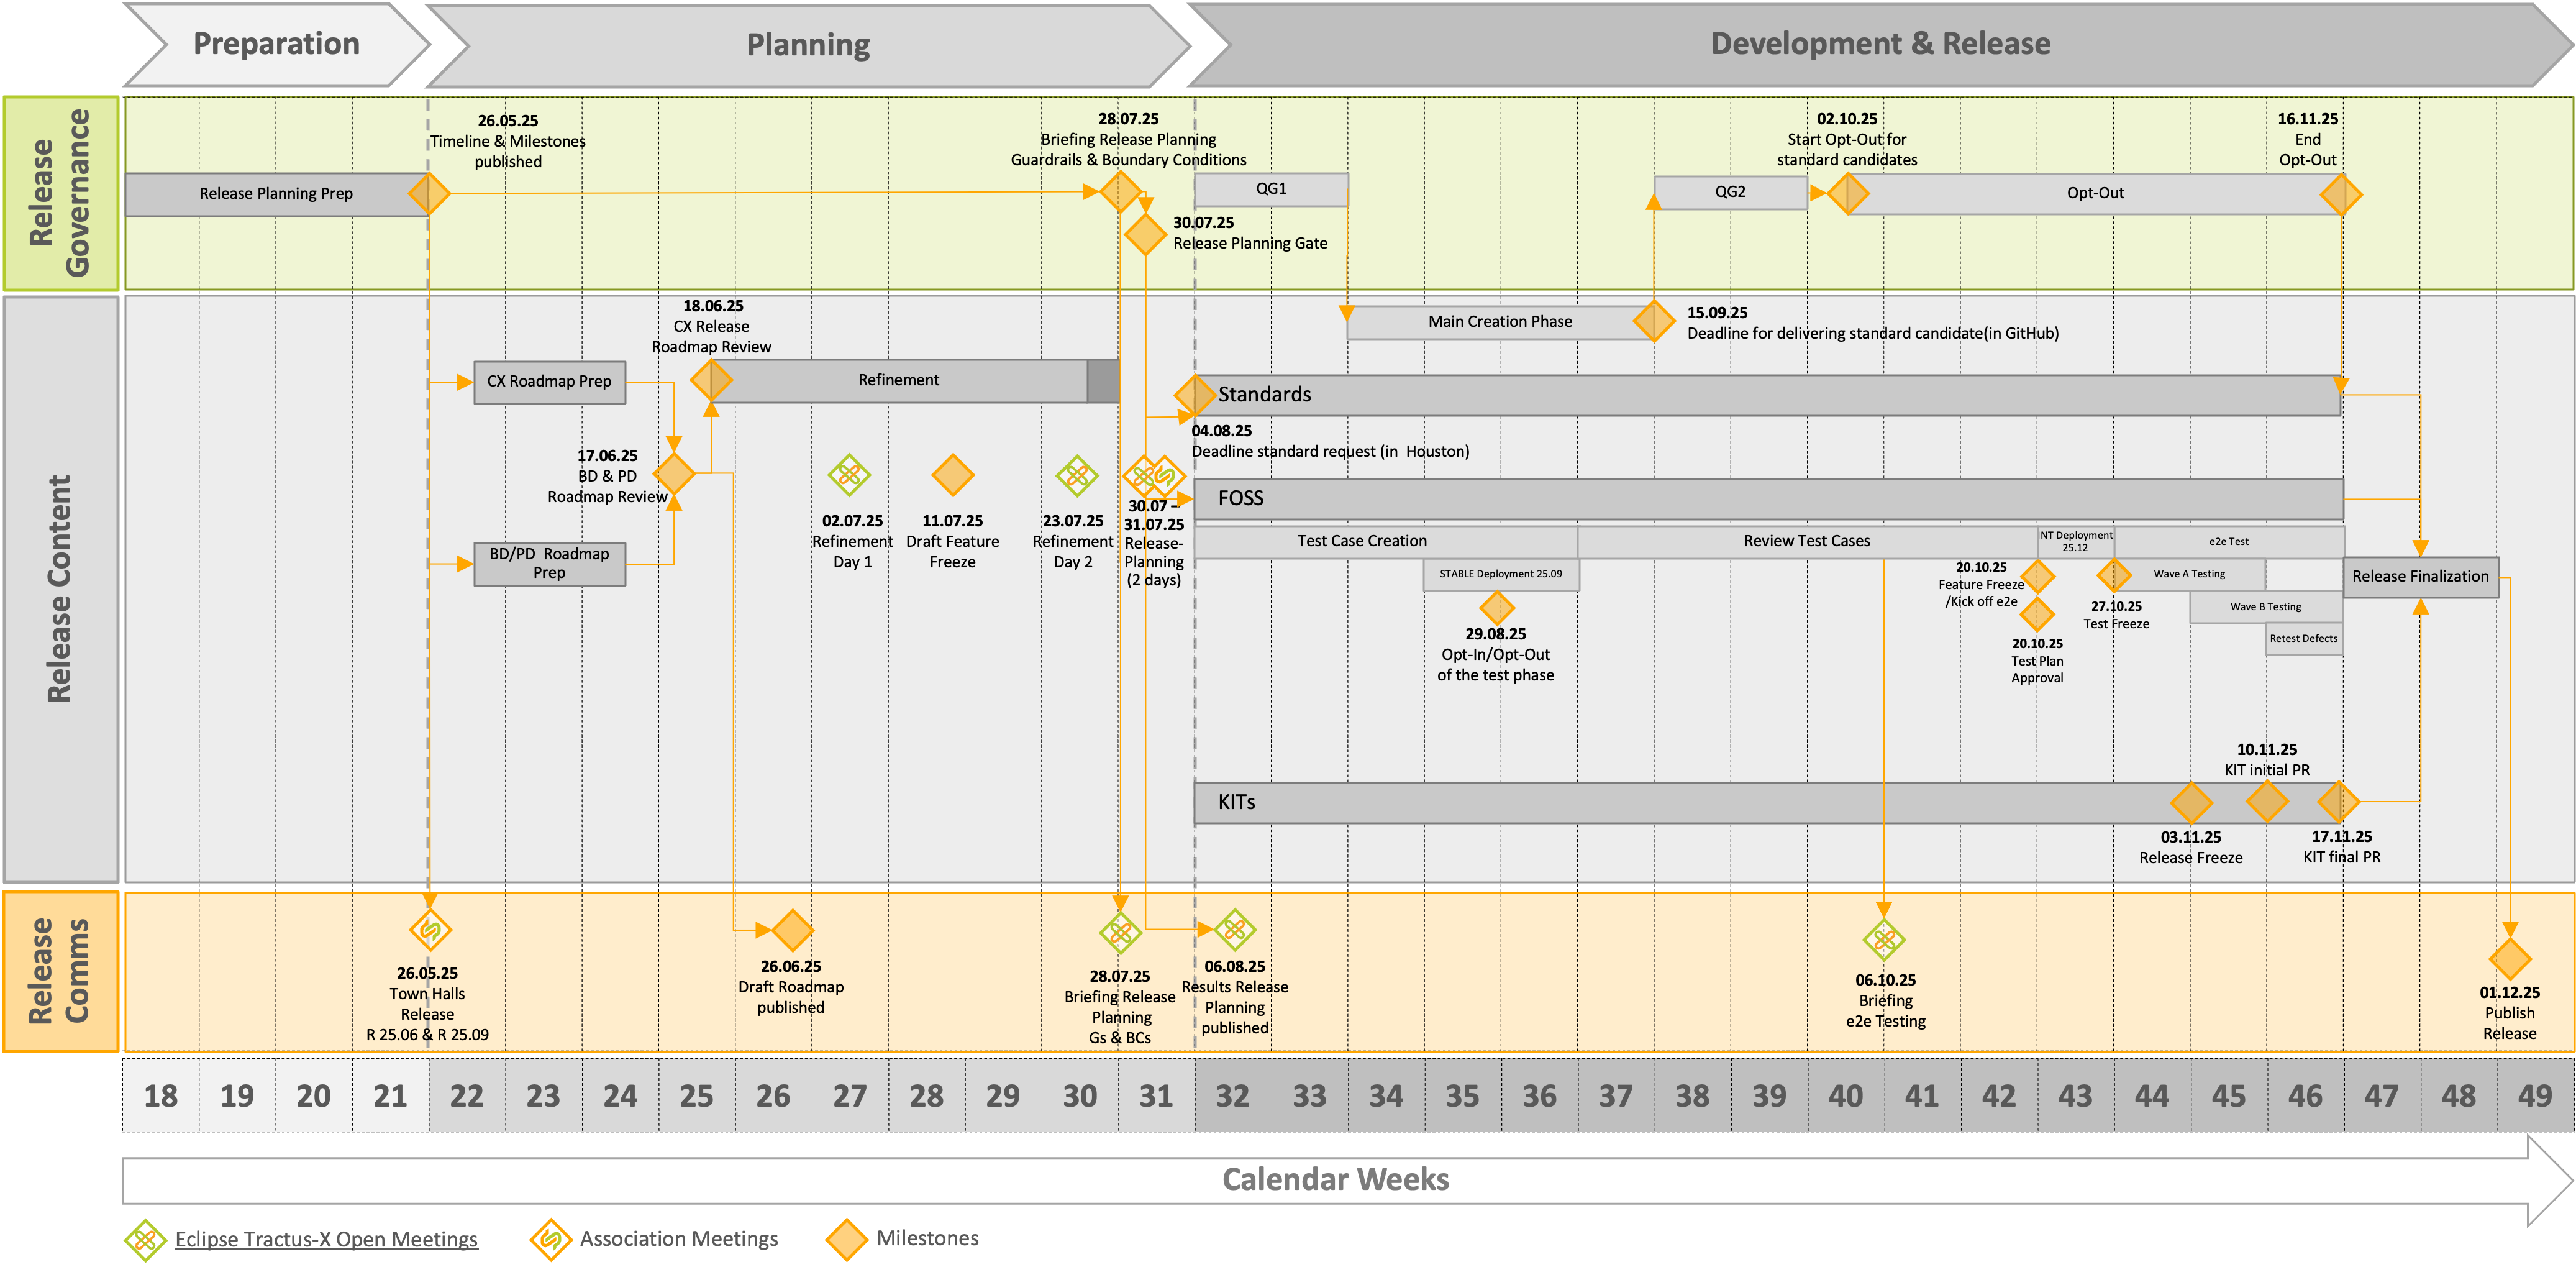 Preparation
Planning
Development & Release
Release
Governance
26.05.25
Timeline & Milestones
published
Release Planning Prep
28.07.25
Briefing Release Planning
Guardrails & Boundary Conditions
30.07.25
Release Planning Gate
QG1
QG2
02.10.25
Start Opt-Out for
standard candidates
Opt-Out
16.11.25
End
Opt-Out
Release Content
18.06.25
CX Release
Roadmap Review
CX Roadmap Prep
Refinement
17.06.25
BD & PD
Roadmap Review
BD/PD  Roadmap
Prep
02.07.25
Refinement
Day 1
11.07.25
Draft Feature
Freeze
23.07.25
Refinement
Day 2
30.07 –
31.07.25
Release-
Planning
(2 days)
Main Creation Phase
15.09.25
Deadline for delivering standard candidate(in GitHub)
Standards
04.08.25
Deadline standard request (in  Houston)
FOSS
Test Case Creation
Review Test Cases
NT Deployment
25.12
e2e Test
STABLE Deployment 25.09
29.08.25
Opt-In/Opt-Out
of the test phase
20.10.25
Feature Freeze
/Kick off e2e
20.10.25
Test Plan
Approval
27.10.25
Test Freeze
Wave A Testing
Wave B Testing
Retest Defects
Release Finalization
KITs
10.11.25
KIT initial PR
03.11.25
Release Freeze
17.11.25
KIT final PR
Release
Comms
26.05.25
Town Halls
Release
R 25.06 & R 25.09
26.06.25
Draft Roadmap
published
28.07.25
Briefing Release
Planning
Gs & BCs
06.08.25
Results Release
Planning
published
06.10.25
Briefing
e2e Testing
01.12.25
Publish
Release
18 19 20 21 22 23 24 25 26 27 28 29 30 31 32 33 34 35 36 37 38 39 40 41 42 43 44 45 46 47 48 49
Calendar Weeks
Eclipse Tractus-X Open Meetings
Association Meetings
Milestones